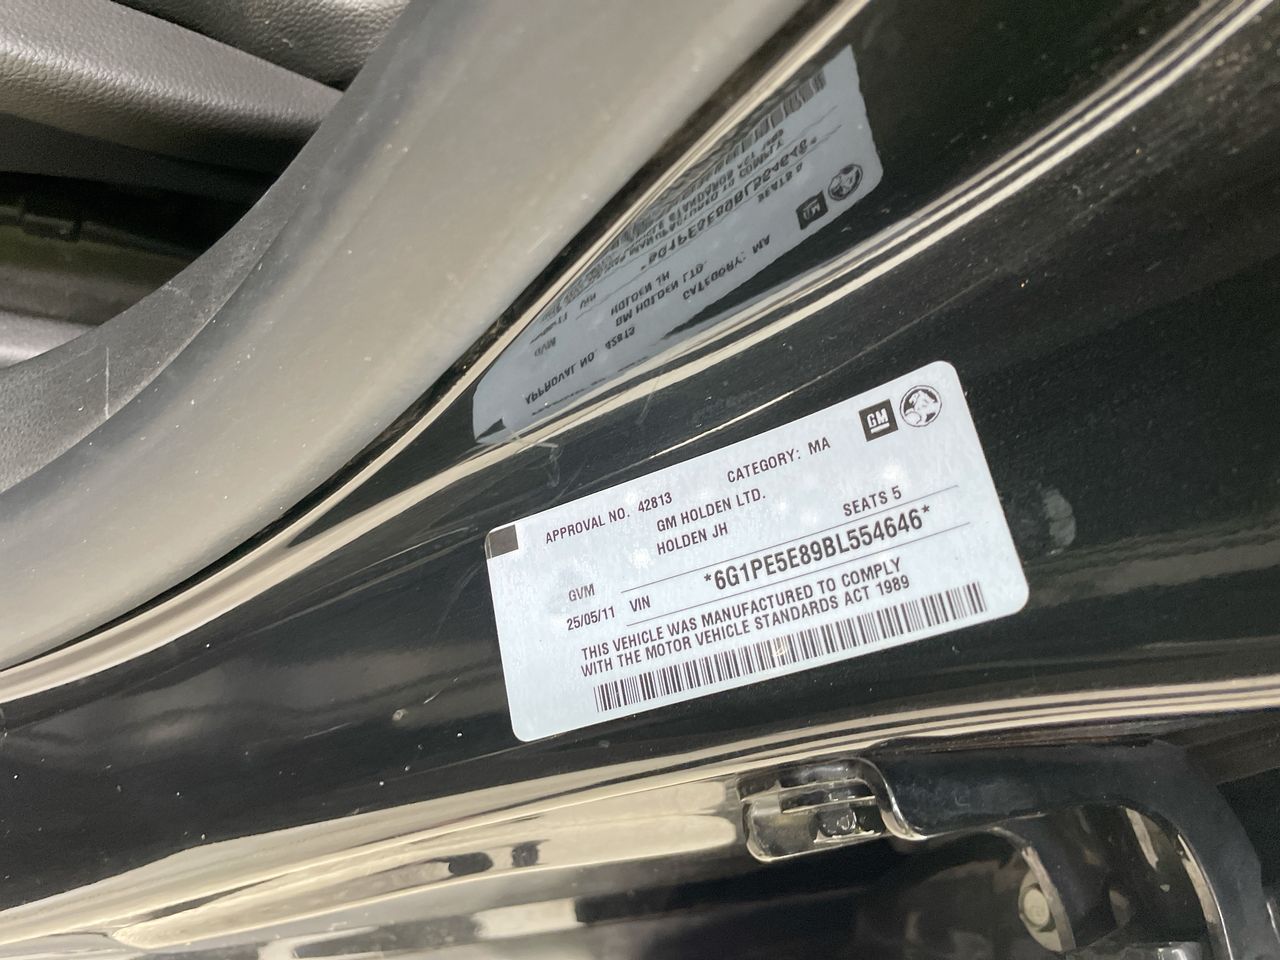 APPROVAL NO. 42813 CATEGORY: MA GM
GM HOLDEN LTD.
HOLDEN JH SEATS 5
GVM
25/05/11 VIN *6G1PE5E89BL554646*
THIS VEHICLE WAS MANUFACTURED TO COMPLY
WITH THE MOTOR VEHICLE STANDARDS ACT 1989